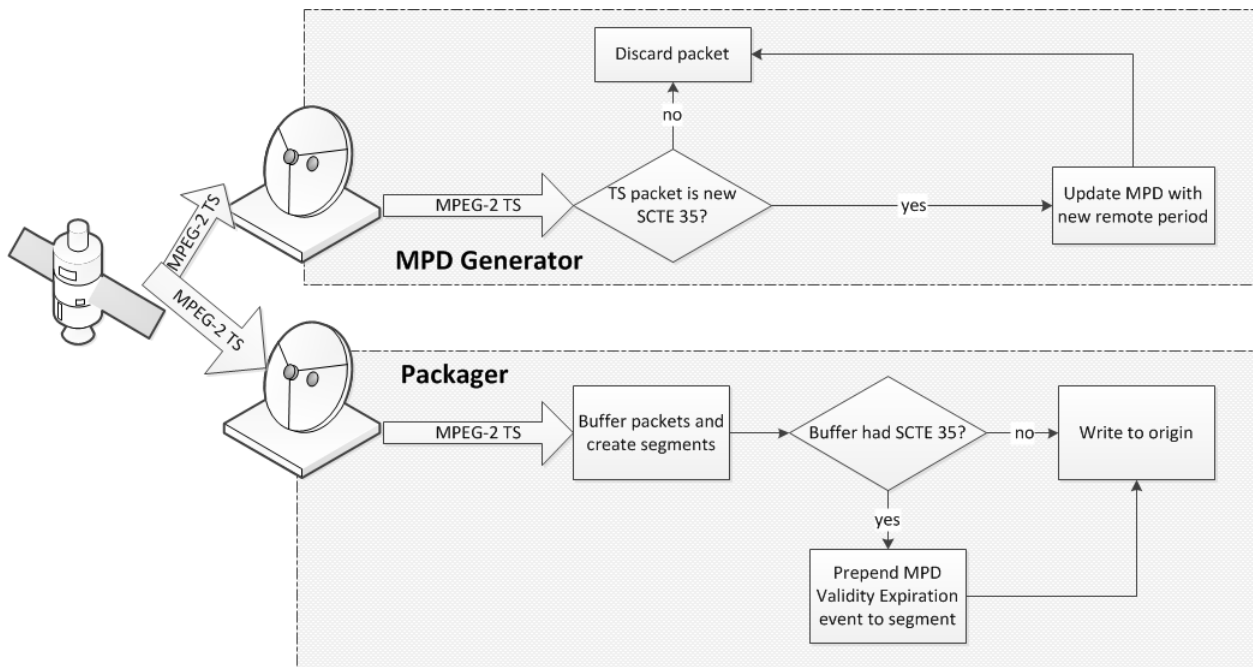 Discard packet
no
MPEG-2 TS
MPEG-2 TS
TS packet is new
SCTE 35?
yes
Update MPD with
new remote period
MPD Generator
MPEG-2 TS
Packager
MPEG-2 TS
Buffer packets and
create segments
Buffer had SCTE 35?
no
Write to origin
yes
Prepend MPD
Validity Expiration
event to segment